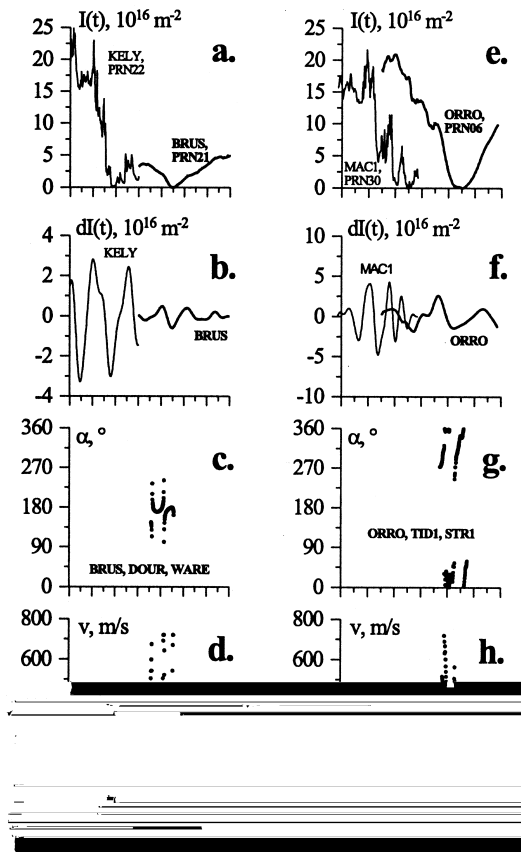 I(t), 10^16 m^-2
a.
KELY,
PRN22
BRUS,
PRN21
25
20
15
10
5
0
dI(t), 10^16 m^-2
b.
KELY
BRUS
4
2
0
-2
-4
α, °
c.
BRUS, DOUR, WARE
360
270
180
90
0
v, m/s
d.
800
600
I(t), 10^16 m^-2
e.
ORRO,
PRN06
MAC1,
PRN30
25
20
15
10
5
0
dI(t), 10^16 m^-2
f.
MAC1
ORRO
10
5
0
-5
-10
α, °
g.
ORRO, TID1, STR1
360
270
180
90
0
v, m/s
h.
800
600